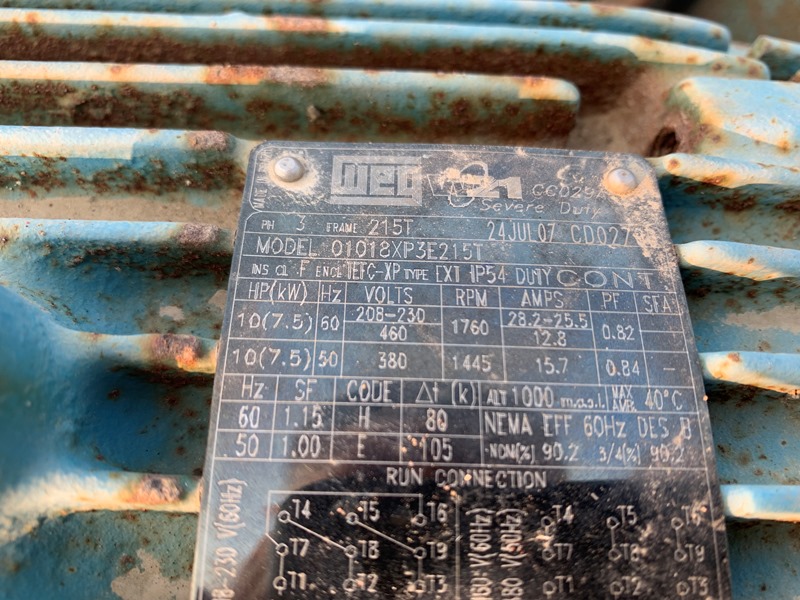 WEG
Severe Duty
PH 3 FRAME 215T 24JUL07
MODEL 01018XP3E215T
INS CL F ENCL TEFC-XP TYPE EXT IP54 DUTY CONT
HP(kW) Hz VOLTS RPM AMPS PF SFA
10(7.5) 60 208-230 460 1760 28.2-25.5 12.8 0.82 –
10(7.5) 50 380 1445 15.7 0.84 –
Hz SF CODE Δt (k) ALT 1000 m.a.s.l. MAX AMB. 40°C
60 1.15 H 80 NEMA EFF 60Hz DES B
50 1.00 E 105 NOM(%) 90.2 3/4(%) 90.2
RUN CONNECTION
V(60Hz)
T4 T5 T6
T7 T8 T9
T1 T2 T3
V(60Hz)
V(50Hz)
T4 T5 T6
T7 T8 T9
T1 T2 T3